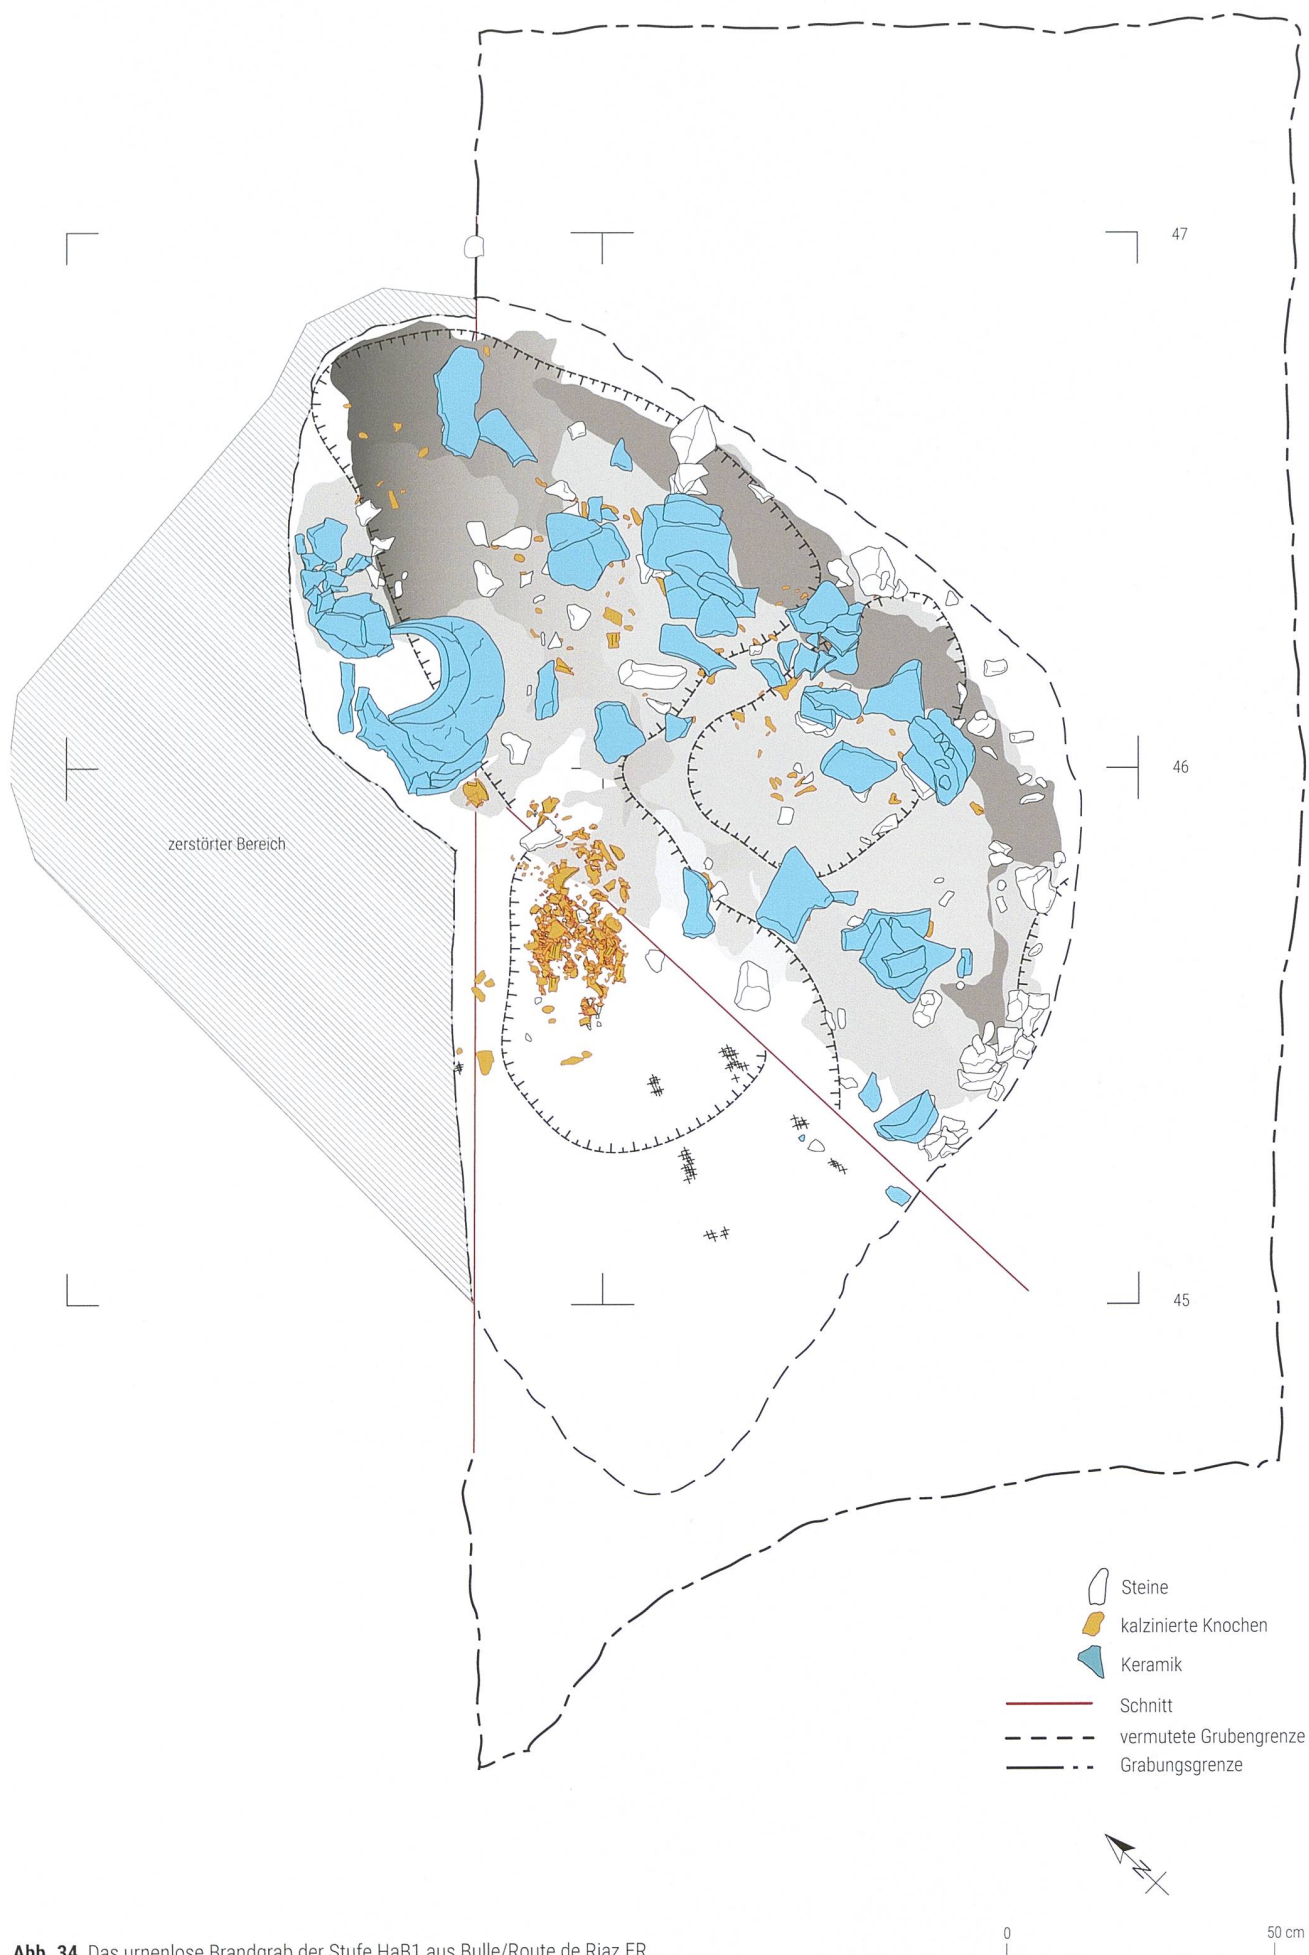 47
46
zerstörter Bereich
45
Steine
kalzinierte Knochen
Keramik
Schnitt
vermutete Grubengrenze
Grabungsgrenze
N
0 50 cm
Abb. 34 Das urnenlose Brandgrab der Stufe HaB1 aus Bulle/Route de Riaz FR